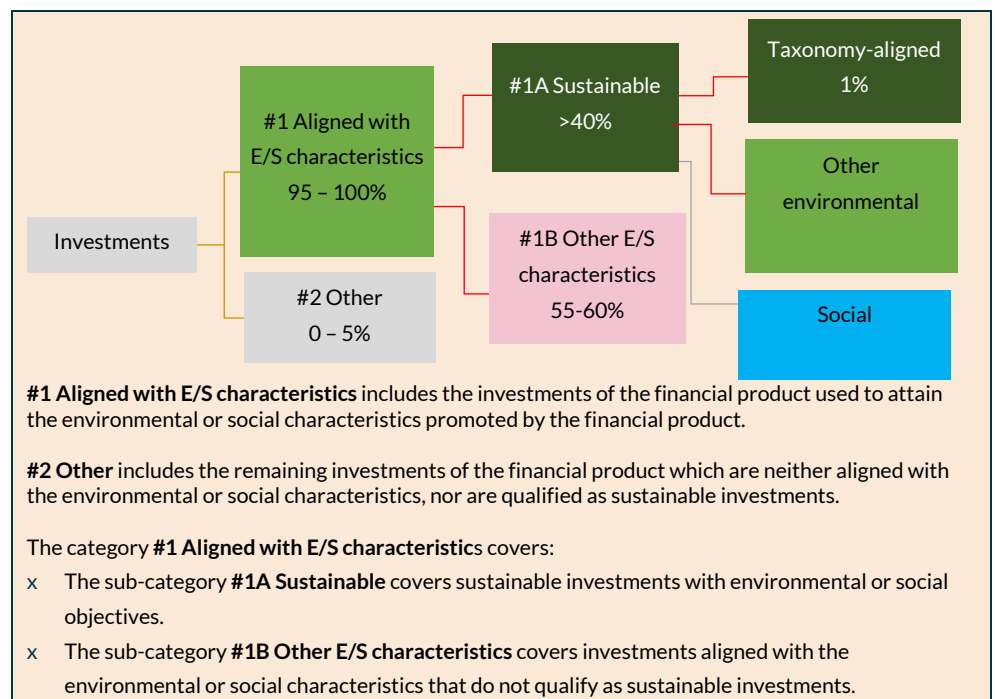 Investments
#1 Aligned with
E/S characteristics
95 – 100%
#2 Other
0 – 5%
#1A Sustainable
>40%
#1B Other E/S
characteristics
55-60%
Taxonomy-aligned
1%
Other
environmental
Social
#1 Aligned with E/S characteristics includes the investments of the financial product used to attain
the environmental or social characteristics promoted by the financial product.
#2 Other includes the remaining investments of the financial product which are neither aligned with
the environmental or social characteristics, nor are qualified as sustainable investments.
The category #1 Aligned with E/S characteristics covers:
x The sub-category #1A Sustainable covers sustainable investments with environmental or social
objectives.
x The sub-category #1B Other E/S characteristics covers investments aligned with the
environmental or social characteristics that do not qualify as sustainable investments.